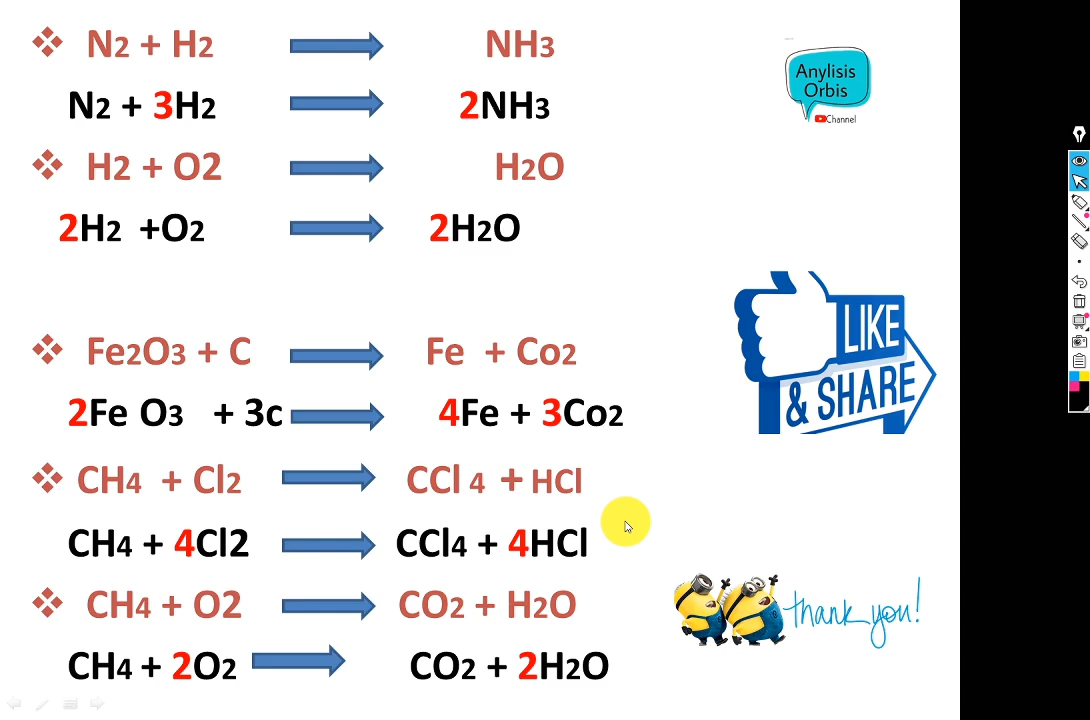 ❖ N2 + H2 → NH3
N2 + 3H2 → 2NH3
❖ H2 + O2 → H2O
2H2 +O2 → 2H2O
❖ Fe2O3 + C → Fe + Co2
2Fe O3 + 3c → 4Fe + 3Co2
❖ CH4 + Cl2 → CCl 4 + HCl
CH4 + 4Cl2 → CCl4 + 4HCl
❖ CH4 + O2 → CO2 + H2O
CH4 + 2O2 → CO2 + 2H2O
Anylisis
Orbis
Channel
LIKE
& SHARE
thank you!